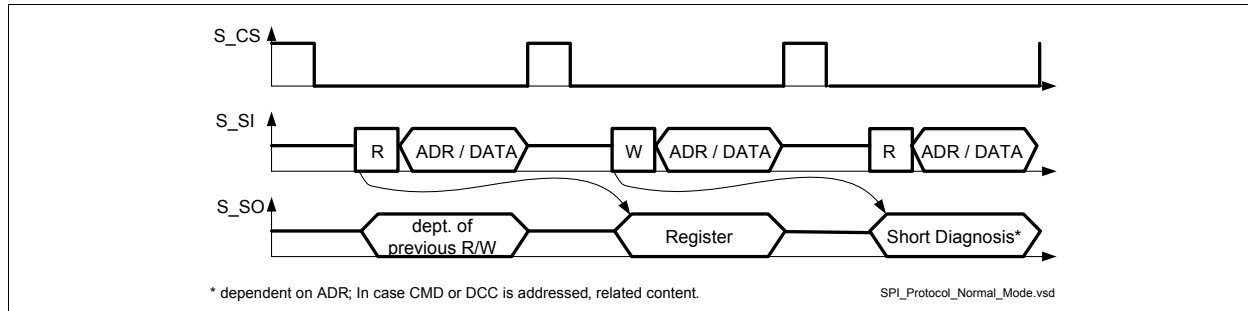 S_CS
S_SI
R ADR / DATA W ADR / DATA R ADR / DATA
S_SO
dept. of
previous R/W
Register
Short Diagnosis*
* dependent on ADR; In case CMD or DCC is addressed, related content.
SPI_Protocol_Normal_Mode.vsd